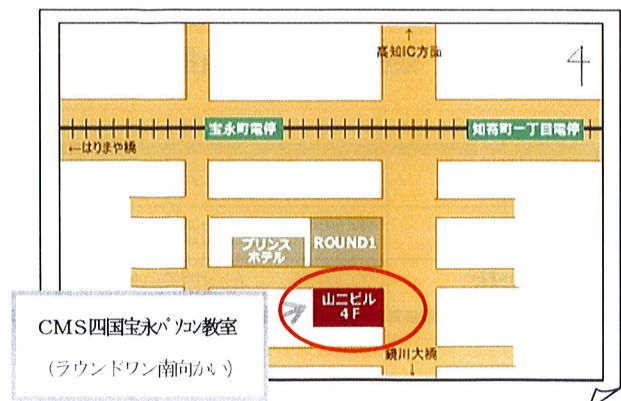 ↑
高知IC方面
4
宝永町電停
知寄町一丁目電停
←はりまや橋
プリンス
ホテル
ROUND1
山二ビル
4F
CMS四国宝永パソコン教室
(ラウンドワン南向かい)
鏡川大橋
↓